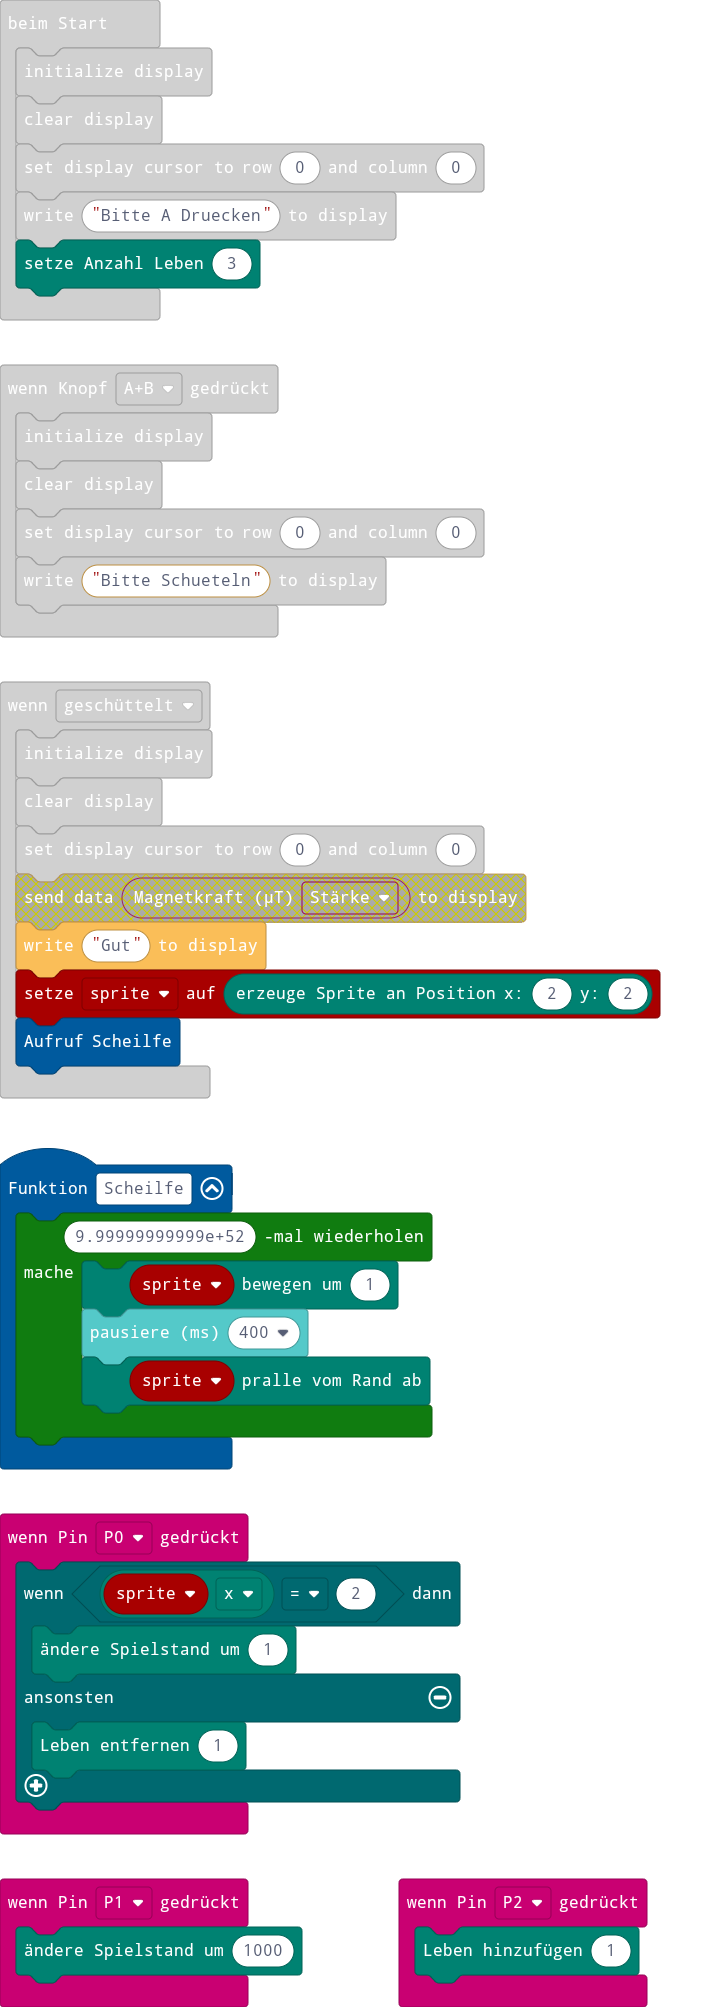 beim Start
initialize display
clear display
set display cursor to row 0 and column 0
write "Bitte A Druecken" to display
setze Anzahl Leben 3
wenn Knopf A+B gedrückt
initialize display
clear display
set display cursor to row 0 and column 0
write "Bitte Schueteln" to display
wenn geschüttelt
initialize display
clear display
set display cursor to row 0 and column 0
send data Magnetkraft (µT) Stärke to display
write "Gut" to display
setze sprite auf erzeuge Sprite an Position x: 2 y: 2
Aufruf Scheilfe
Funktion Scheilfe
9.99999999999e+52 -mal wiederholen
mache
sprite bewegen um 1
pausiere (ms) 400
sprite pralle vom Rand ab
wenn Pin P0 gedrückt
wenn sprite x = 2 dann
ändere Spielstand um 1
ansonsten
Leben entfernen 1
wenn Pin P1 gedrückt
ändere Spielstand um 1000
wenn Pin P2 gedrückt
Leben hinzufügen 1